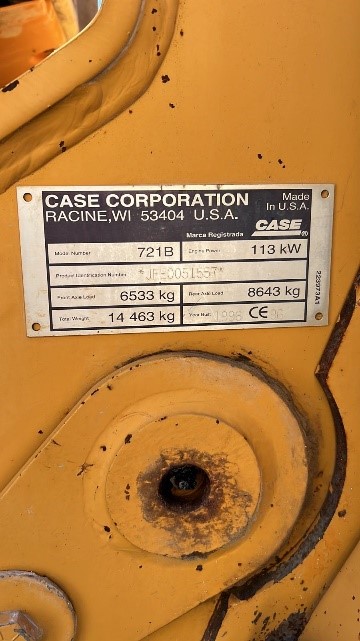 CASE CORPORATION Made
RACINE, WI 53404 U.S.A. In U.S.A.
Marca Registrada CASE ®
Model Number 721B Engine Power 113 kW
Product Identification Number
Front Axle Load 6533 kg Rear Axle Load 8643 kg
Total Weight 14 463 kg Year Built CE
223973A1